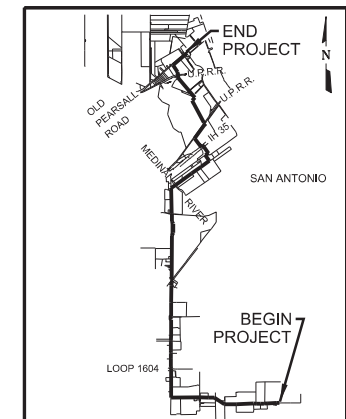 END
PROJECT
N
U.P.R.R.
OLD
PEARSALL
ROAD
U.P.R.R.
IH 35
MEDINA
RIVER
SAN ANTONIO
BEGIN
PROJECT
LOOP 1604